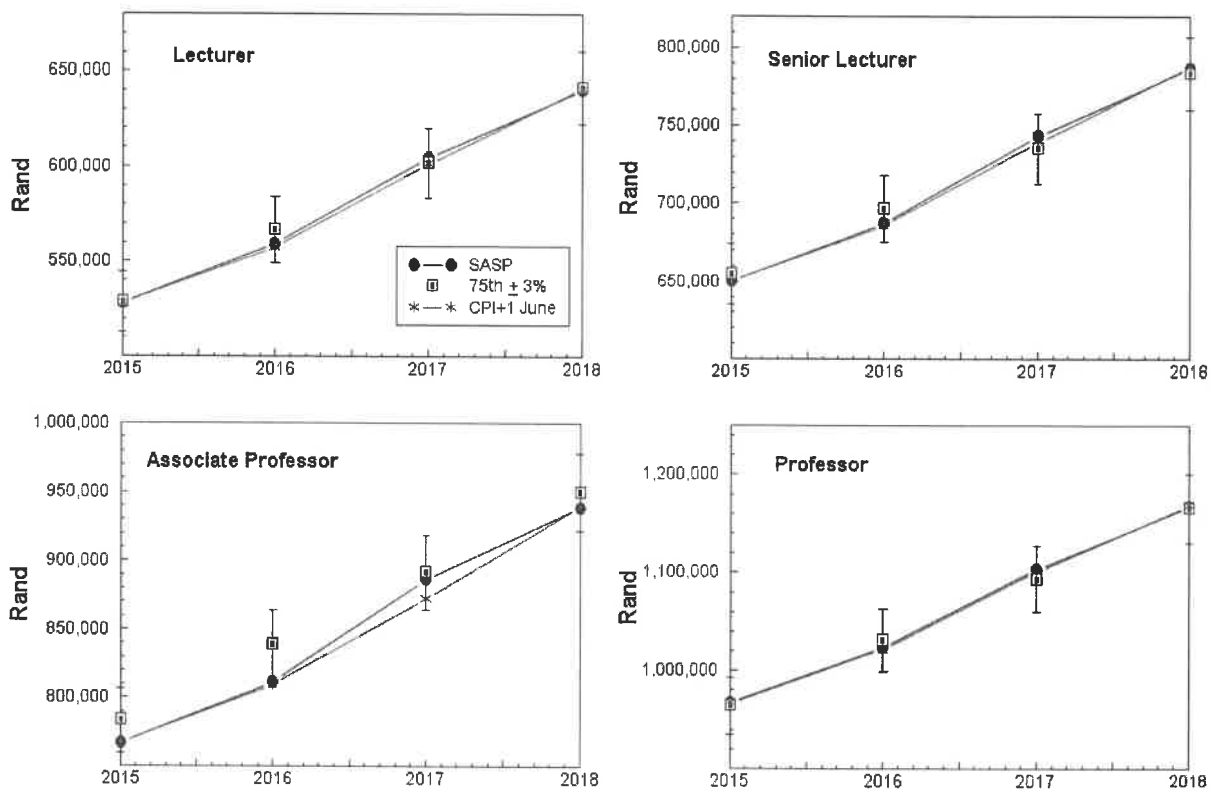 Lecturer
Rand
650,000
600,000
550,000
SASP
75th ± 3%
CPI+1 June
2015 2016 2017 2018
Senior Lecturer
Rand
800,000
750,000
700,000
650,000
2015 2016 2017 2018
Associate Professor
Rand
1,000,000
950,000
900,000
850,000
800,000
2015 2016 2017 2018
Professor
Rand
1,200,000
1,100,000
1.000,000
2015 2016 2017 2018